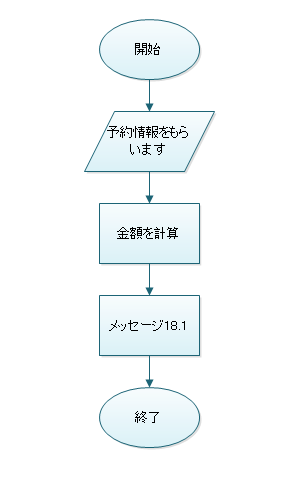 開始
予約情報をもら
います
金額を計算
メッセージ18.1
終了